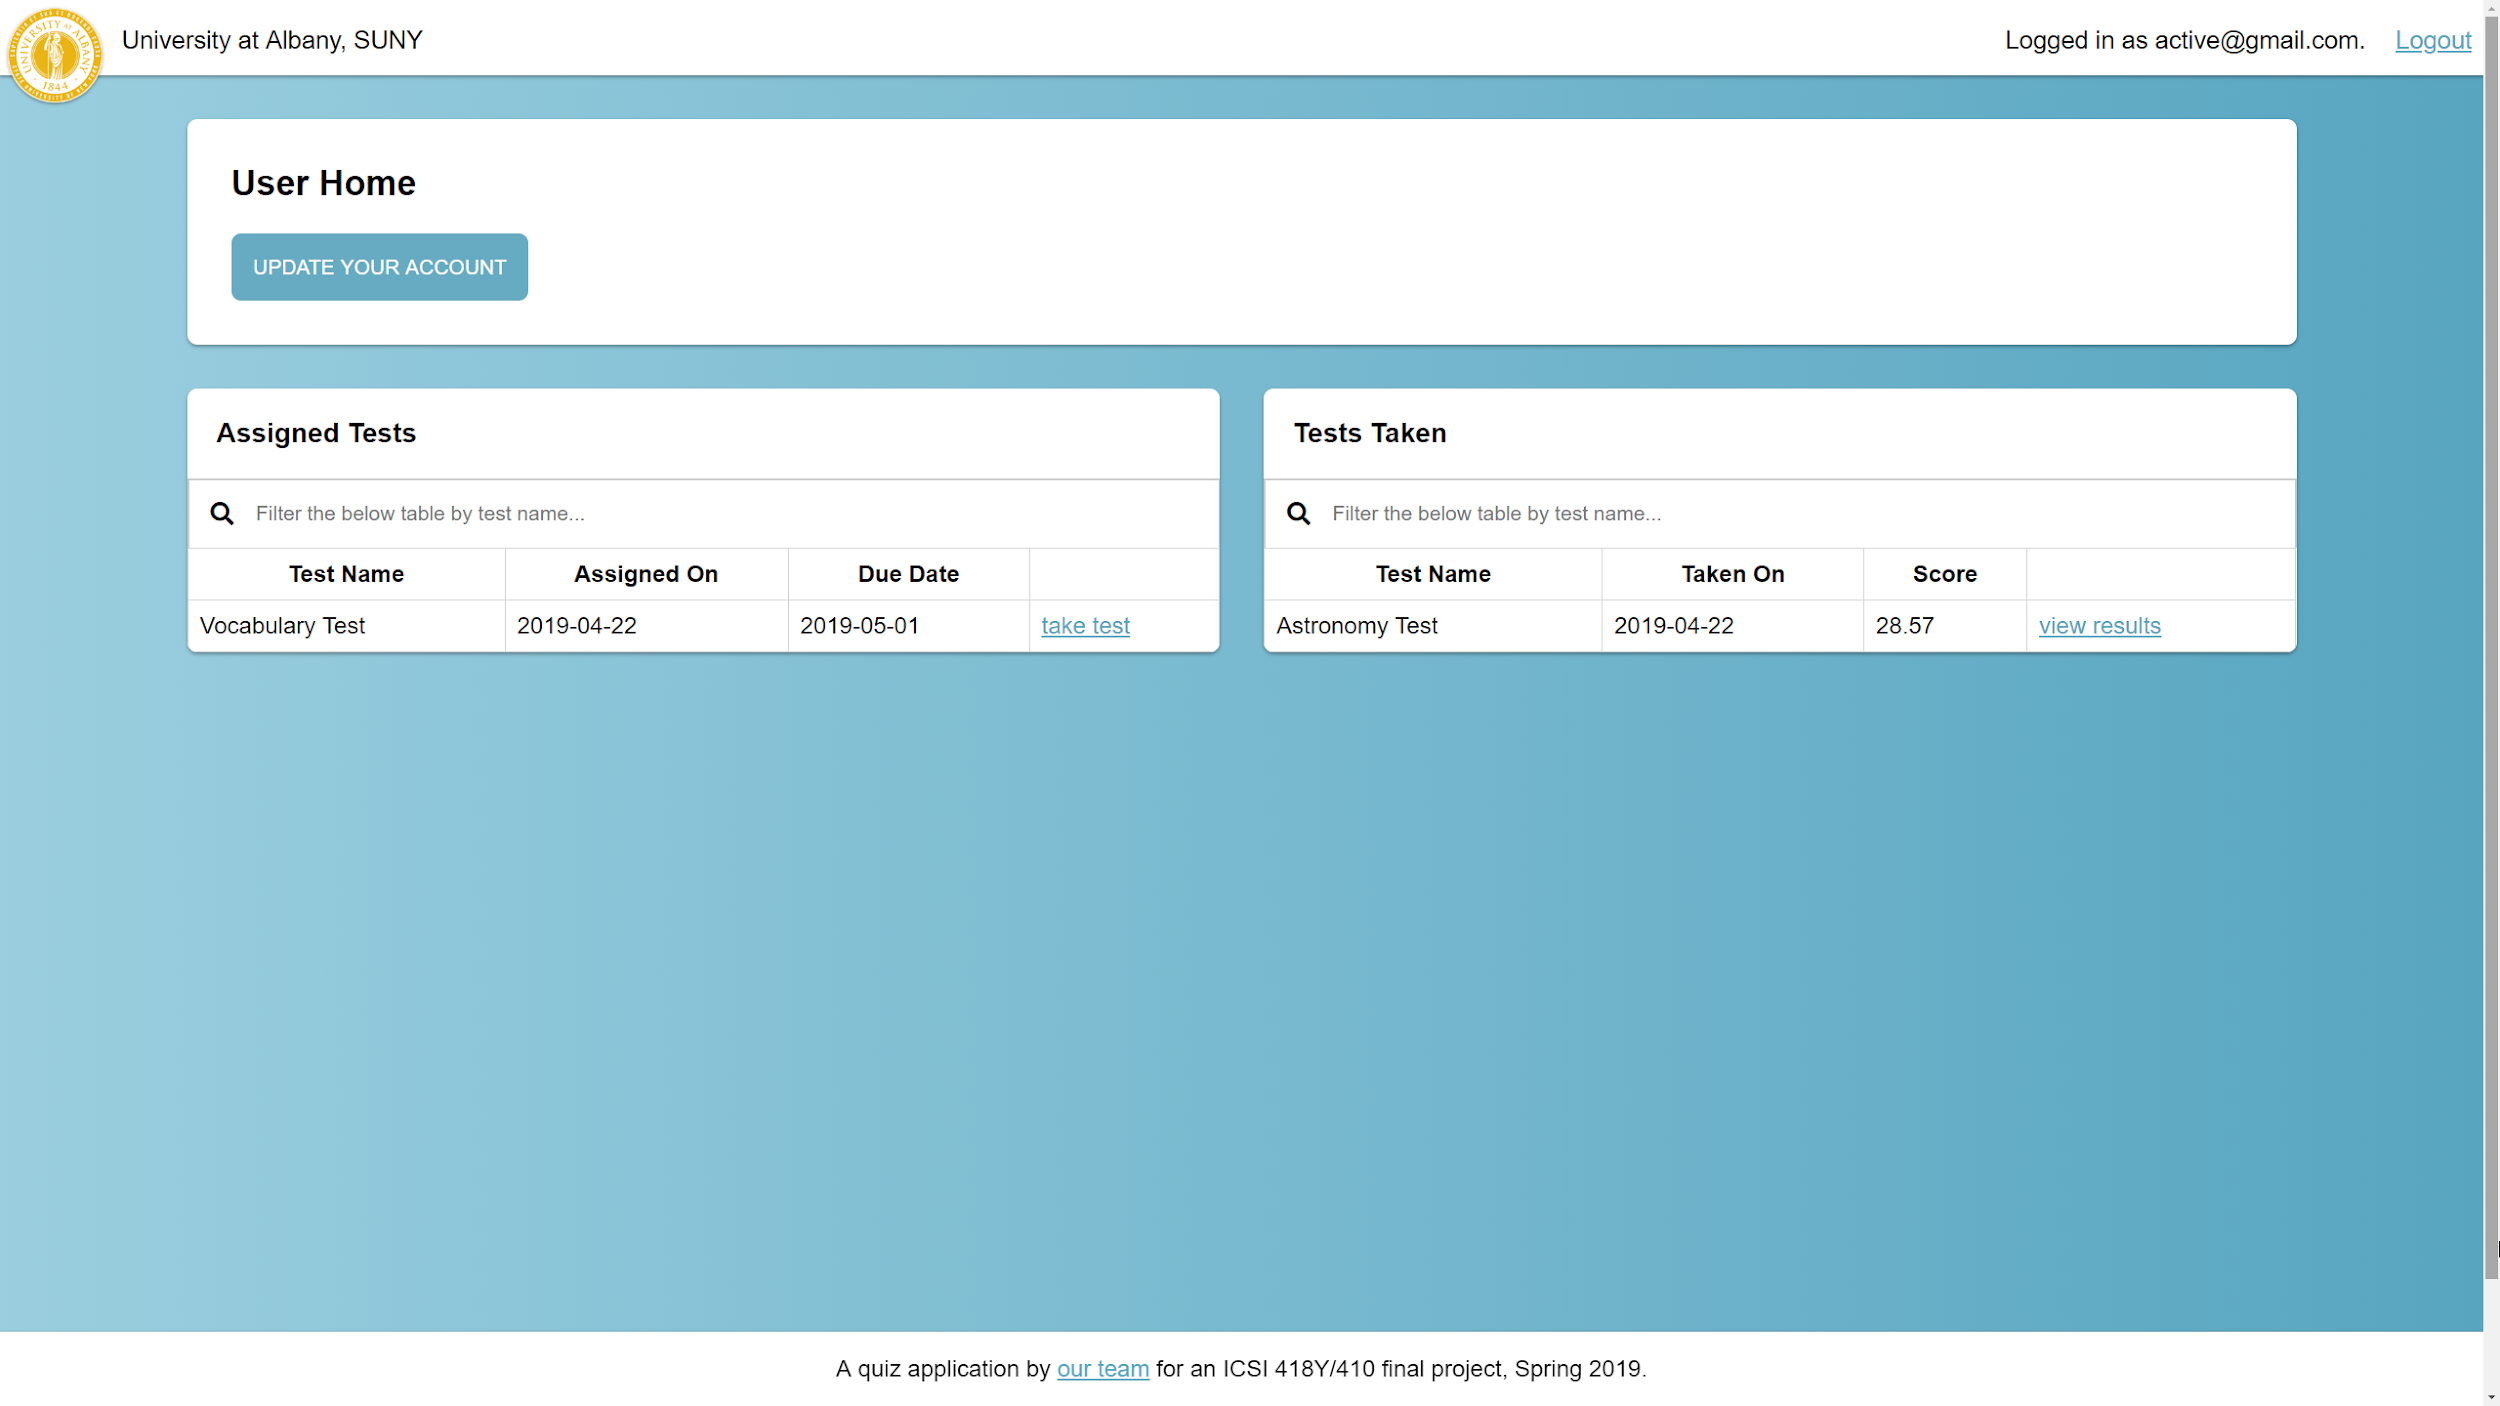 University at Albany, SUNY
Logged in as active@gmail.com. Logout
UNIVERSITY AT ALBANY
1844
User Home
UPDATE YOUR ACCOUNT
Assigned Tests
Filter the below table by test name...
Test Name Assigned On Due Date
Vocabulary Test 2019-04-22 2019-05-01 take test
Tests Taken
Filter the below table by test name...
Test Name Taken On Score
Astronomy Test 2019-04-22 28.57 view results
A quiz application by our team for an ICSI 418Y/410 final project, Spring 2019.